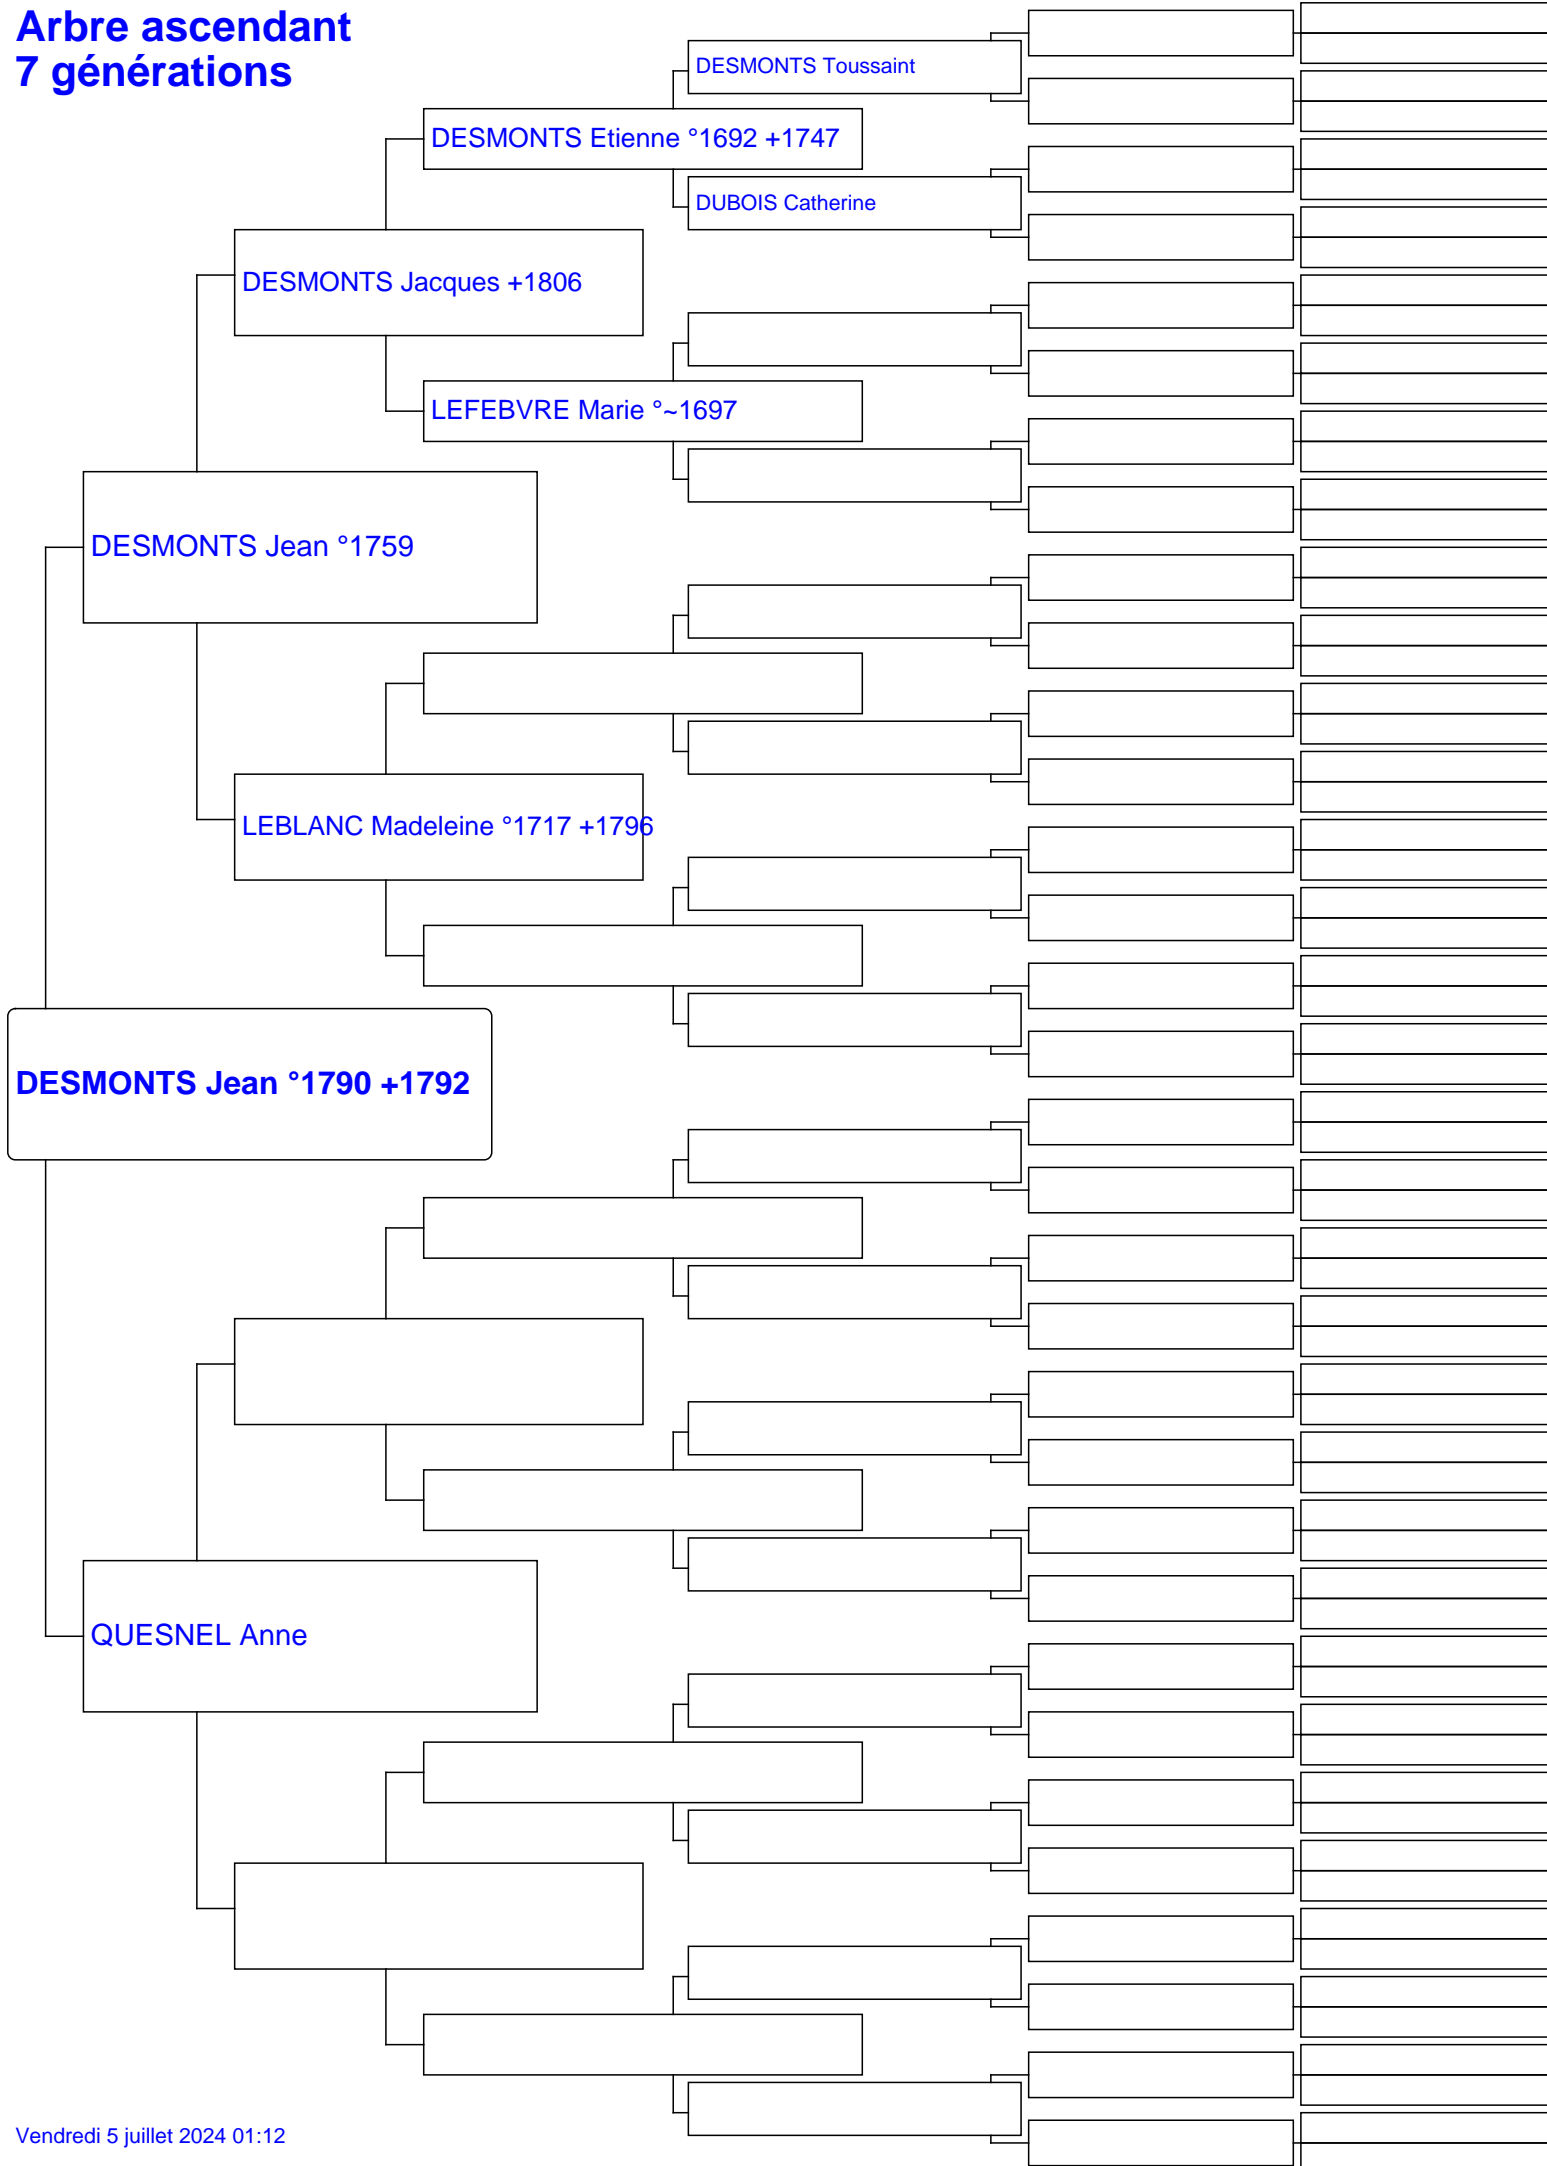 Arbre ascendant
7 générations
DESMONTS Toussaint
DESMONTS Etienne °1692 +1747
DUBOIS Catherine
DESMONTS Jacques +1806
LEFEBVRE Marie °~1697
DESMONTS Jean °1759
LEBLANC Madeleine °1717 +1796
DESMONTS Jean °1790 +1792
QUESNEL Anne
Vendredi 5 juillet 2024 01:12